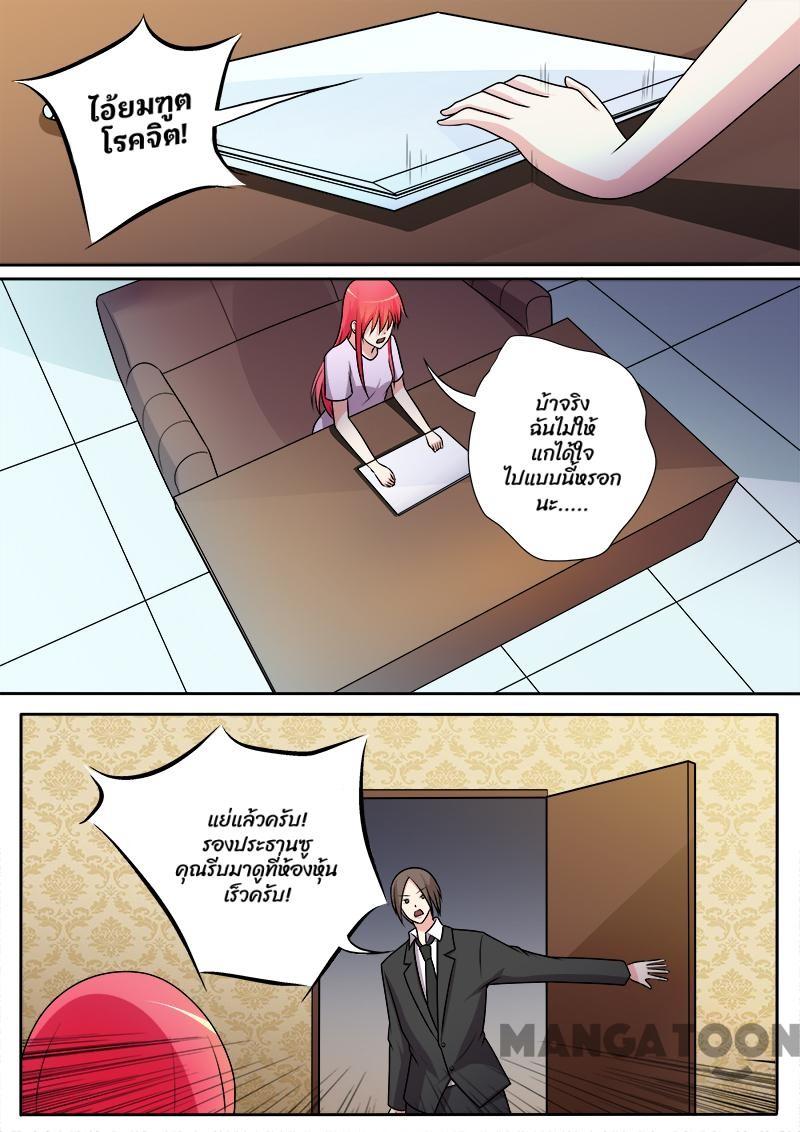 ไอ้ยมฑูต
โรคจิต!
บ้าจริง
ฉันไม่ให้
แกได้ใจ
ไปแบบนี้หรอก
นะ.....
แย่แล้วครับ!
รองประธานซู
คุณรีบมาดูที่ห้องหุ้น
เร็วครับ!
MANGATOON